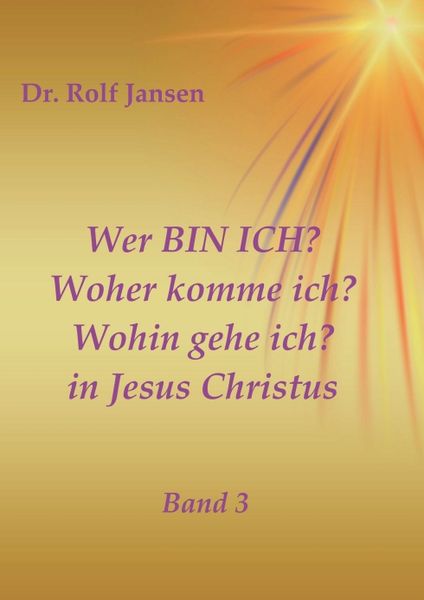 Dr. Rolf Jansen
Wer BIN ICH?
Woher komme ich?
Wohin gehe ich?
in Jesus Christus
Band 3